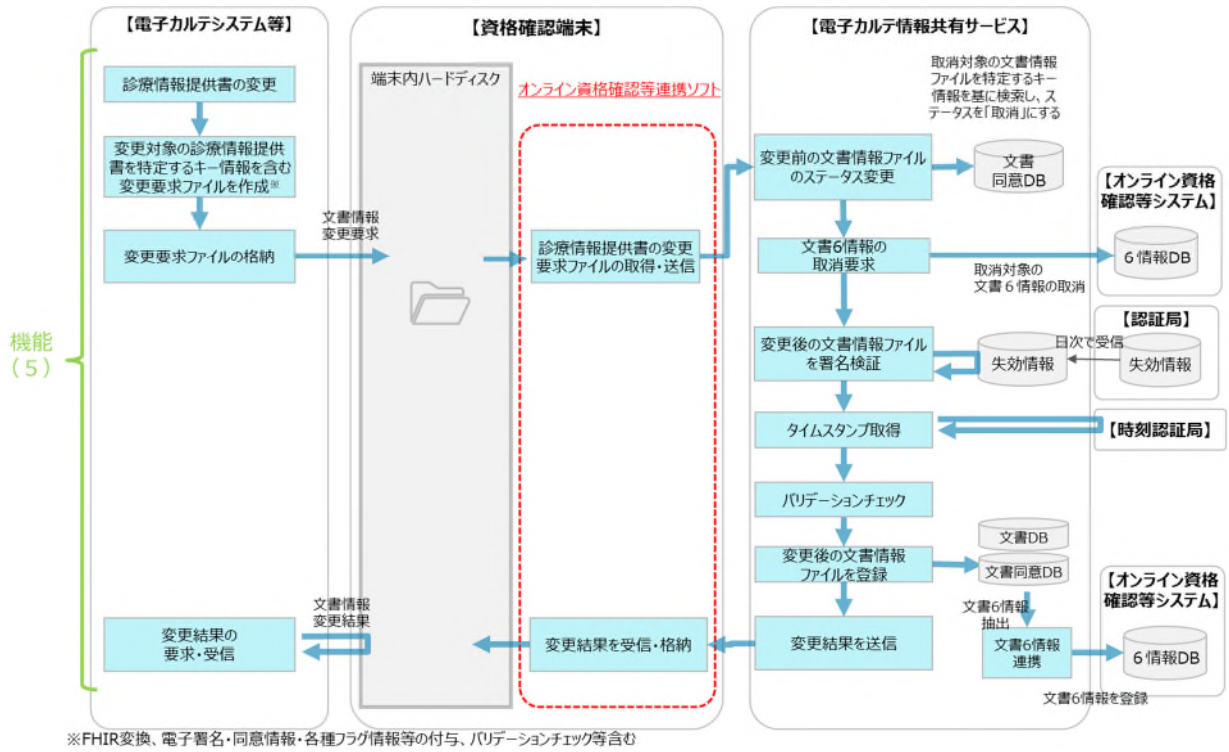 【電子カルテシステム等】
【資格確認端末】
【電子カルテ情報共有サービス】
機能
(5)
診療情報提供書の変更
変更対象の診療情報提供
書を特定するキー情報を含む
変更要求ファイルを作成※
変更要求ファイルの格納
文書情報
変更要求
端末内ハードディスク
オンライン資格確認等連携ソフト
診療情報提供書の変更
要求ファイルの取得・送信
取消対象の文書情報
ファイルを特定するキー
情報を基に検索し、ス
テータスを「取消」にする
変更前の文書情報ファイル
のステータス変更
文書
同意DB
【オンライン資格
確認等システム】
文書6情報の
取消要求
6情報DB
取消対象の
文書6情報の取消
変更後の文書情報ファイル
を署名検証
失効情報
日次で受信
【認証局】
失効情報
タイムスタンプ取得
【時刻認証局】
バリデーションチェック
文書DB
変更後の文書情報
ファイルを登録
文書同意DB
【オンライン資格
確認等システム】
文書6情報
抽出
文書情報
変更結果
変更結果の
要求・受信
変更結果を受信・格納
変更結果を送信
文書6情報
連携
6情報DB
文書6情報を登録
※FHIR変換、電子署名・同意情報・各種フラグ情報等の付与、バリデーションチェック等含む